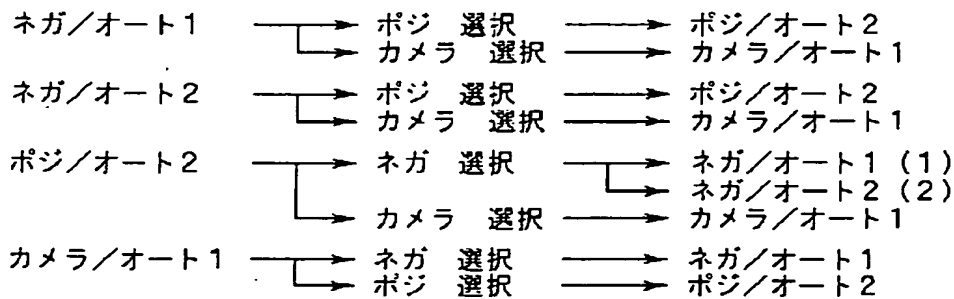 ネガ／オート1 ポジ 選択 ポジ／オート2
カメラ 選択 カメラ／オート1
ネガ／オート2 ポジ 選択 ポジ／オート2
カメラ 選択 カメラ／オート1
ポジ／オート2 ネガ 選択 ネガ／オート1（1）
ネガ／オート2（2）
カメラ 選択 カメラ／オート1
カメラ／オート1 ネガ 選択 ネガ／オート1
ポジ 選択 ポジ／オート2